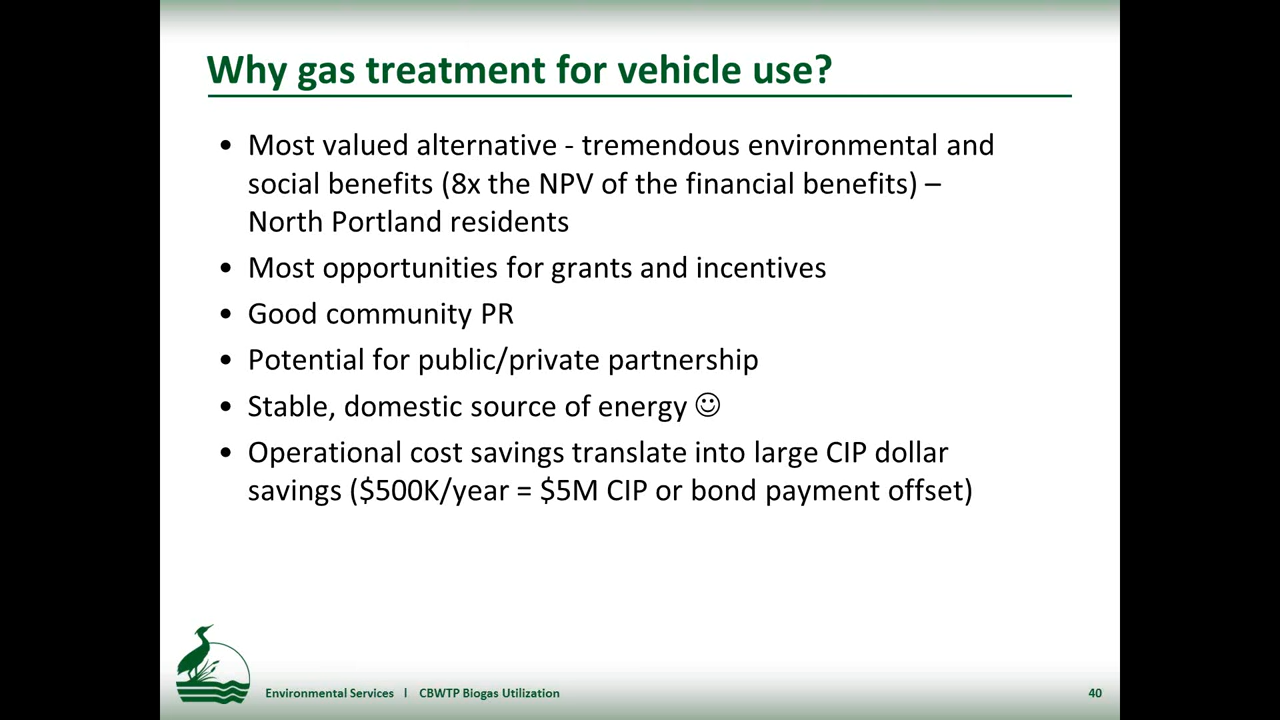 Why gas treatment for vehicle use?
• Most valued alternative - tremendous environmental and
social benefits (8x the NPV of the financial benefits) –
North Portland residents
• Most opportunities for grants and incentives
• Good community PR
• Potential for public/private partnership
• Stable, domestic source of energy ☺
• Operational cost savings translate into large CIP dollar
savings ($500K/year = $5M CIP or bond payment offset)
Environmental Services | CBWTP Biogas Utilization 40